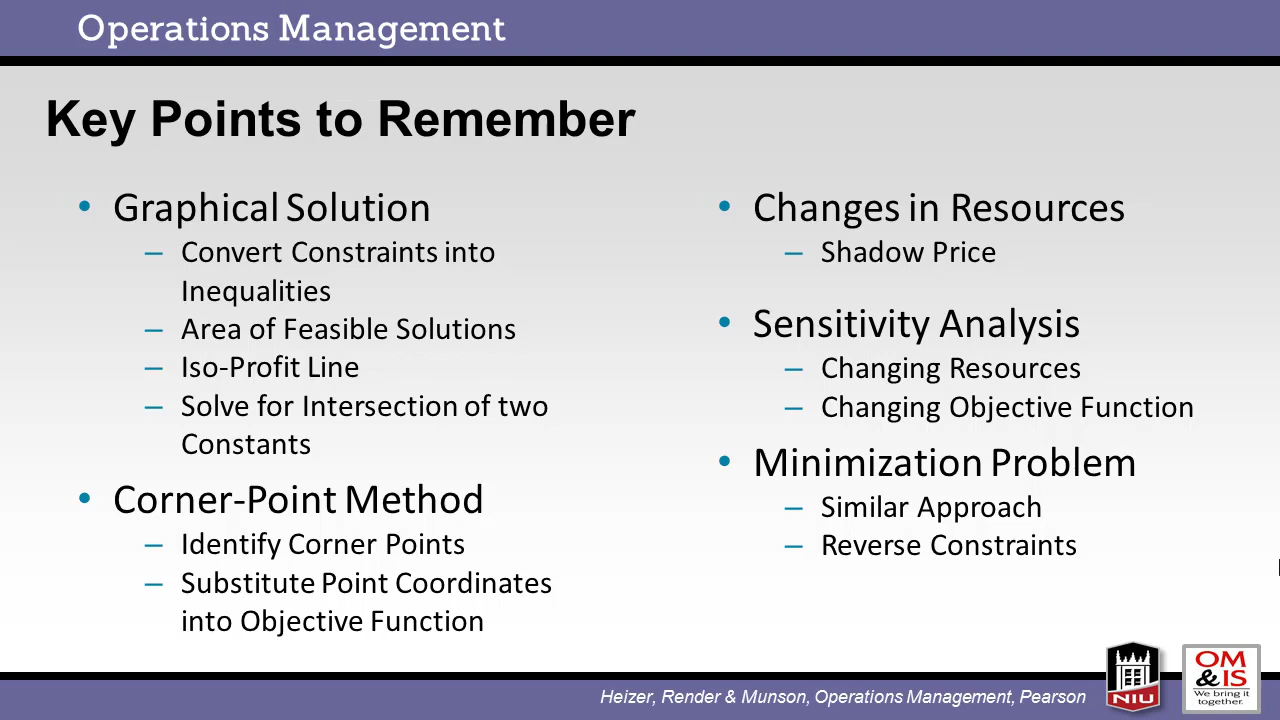 Operations Management
Key Points to Remember
• Graphical Solution
– Convert Constraints into
Inequalities
– Area of Feasible Solutions
– Iso-Profit Line
– Solve for Intersection of two
Constants
• Corner-Point Method
– Identify Corner Points
– Substitute Point Coordinates
into Objective Function
• Changes in Resources
– Shadow Price
• Sensitivity Analysis
– Changing Resources
– Changing Objective Function
• Minimization Problem
– Similar Approach
– Reverse Constraints
Heizer, Render & Munson, Operations Management, Pearson
NIU
OM
& IS
We bring it
together.